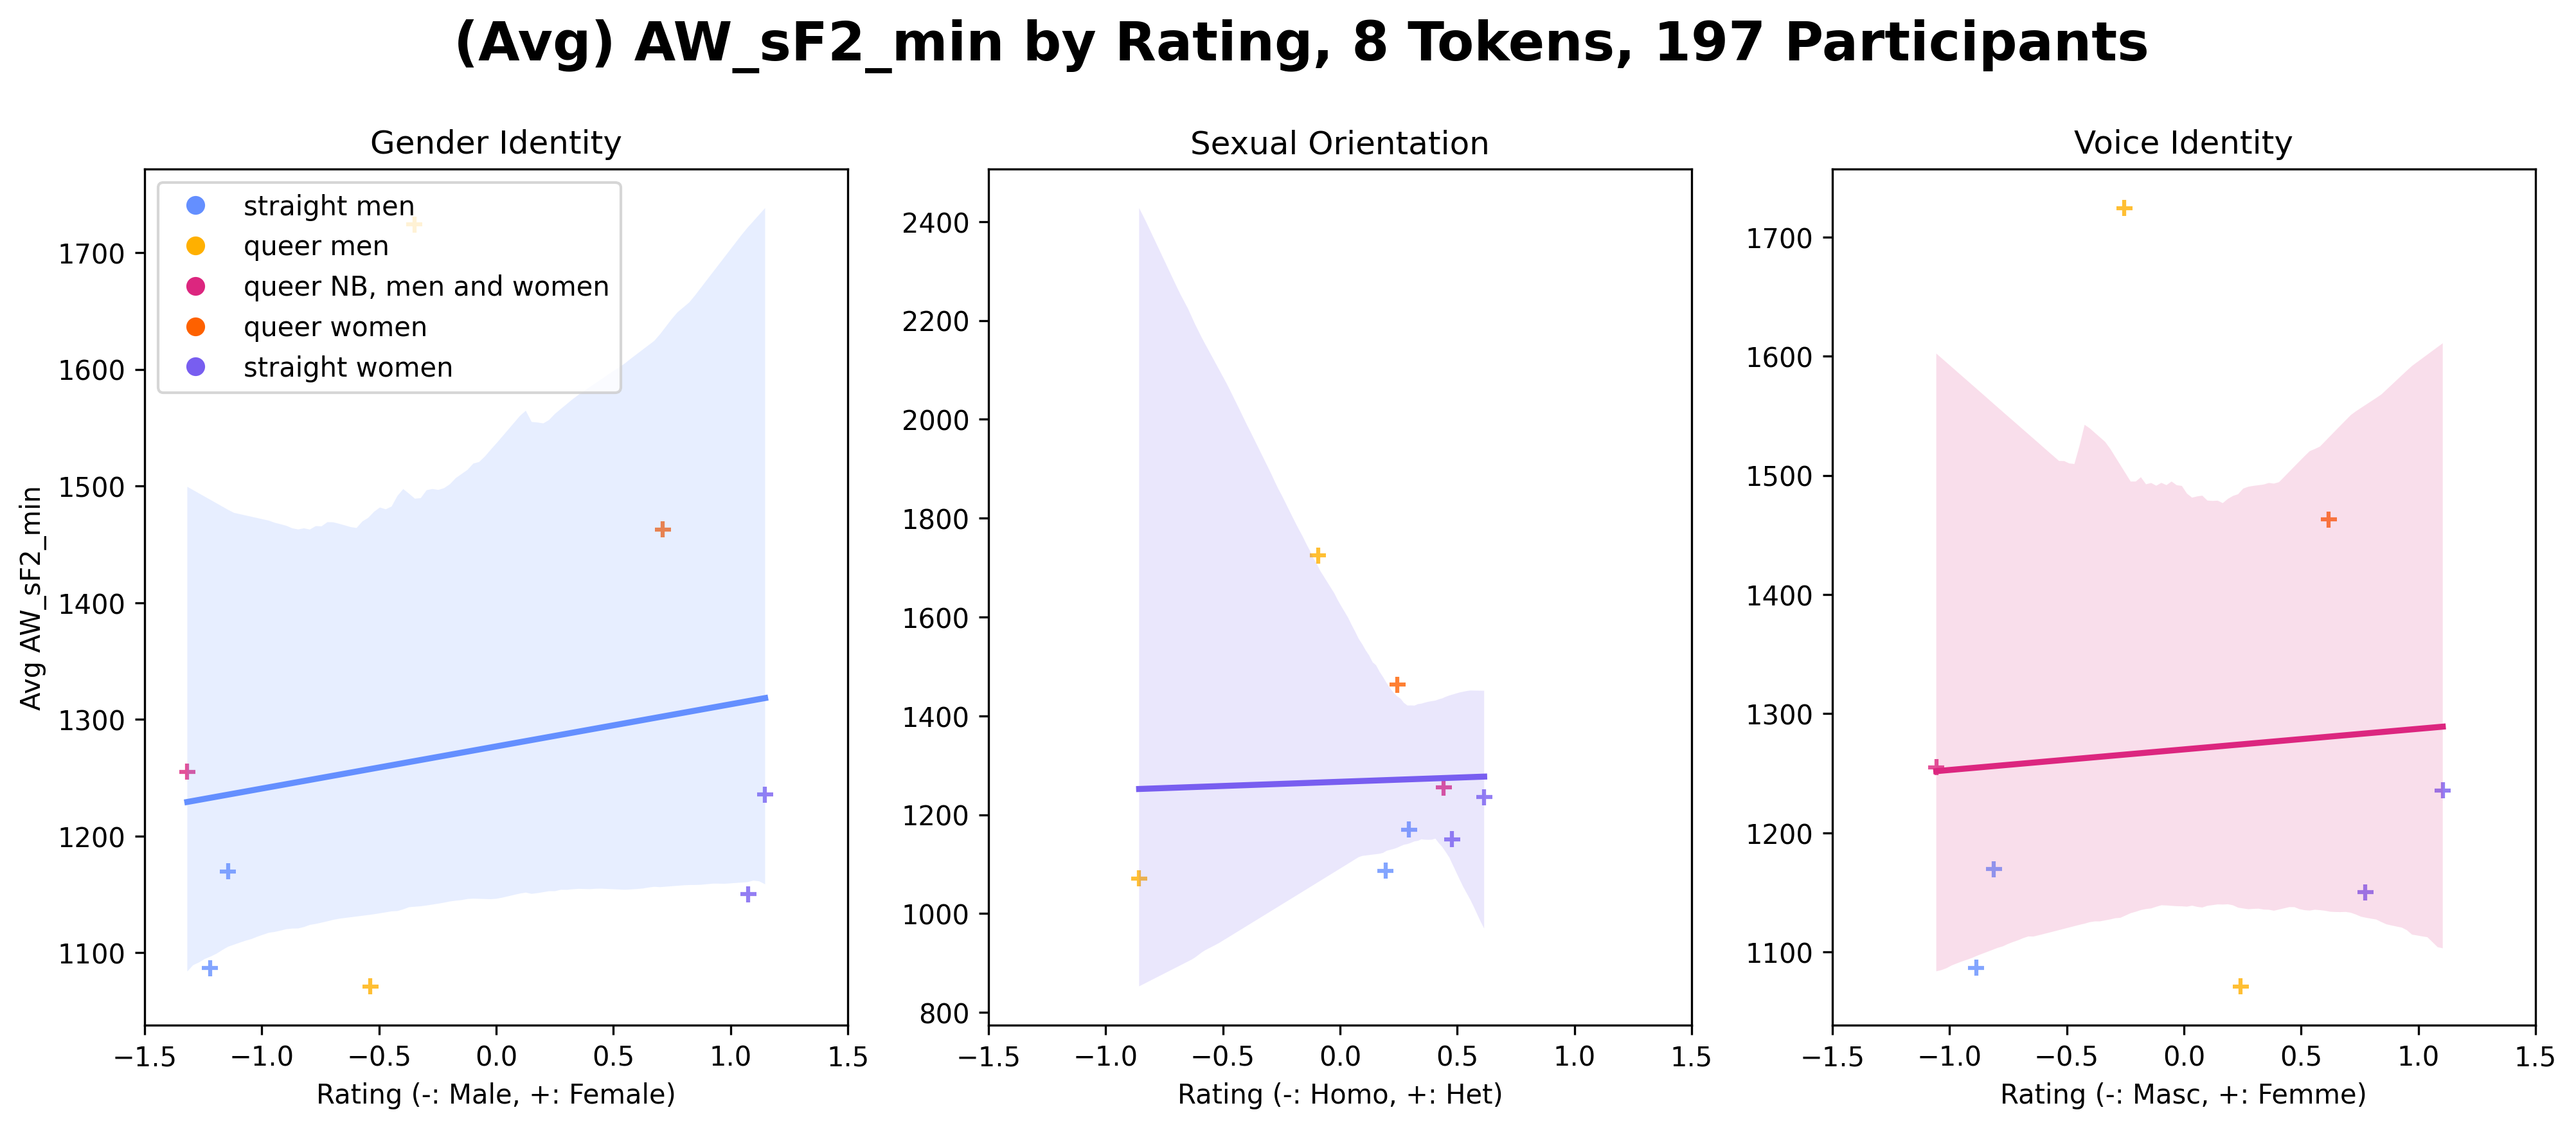 (Avg) AW_sF2_min by Rating, 8 Tokens, 197 Participants
Gender Identity
straight men
queer men
queer NB, men and women
queer women
straight women
1700
1600
1500
1400
1300
1200
1100
Avg AW_sF2_min
−1.5 −1.0 −0.5 0.0 0.5 1.0 1.5
Rating (-: Male, +: Female)
Sexual Orientation
2400
2200
2000
1800
1600
1400
1200
1000
800
−1.5 −1.0 −0.5 0.0 0.5 1.0 1.5
Rating (-: Homo, +: Het)
Voice Identity
1700
1600
1500
1400
1300
1200
1100
−1.5 −1.0 −0.5 0.0 0.5 1.0 1.5
Rating (-: Masc, +: Femme)